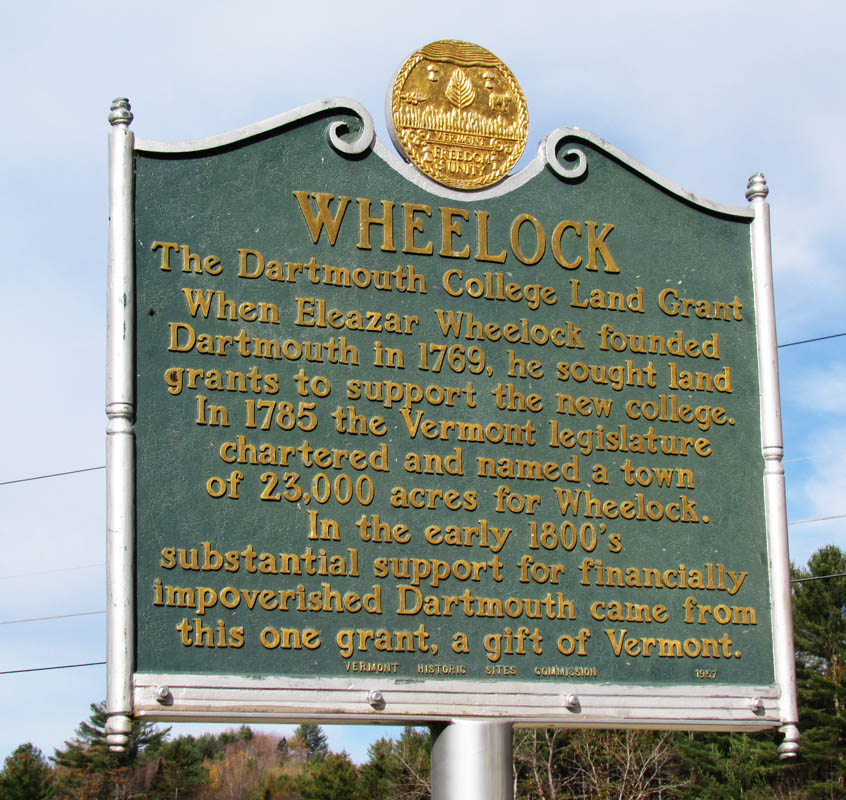 VERMONT
FREEDOM
& UNITY
WHEELOCK
The Dartmouth College Land Grant
When Eleazar Wheelock founded
Dartmouth in 1769, he sought land
grants to support the new college.
In 1785 the Vermont legislature
chartered and named a town
of 23,000 acres for Wheelock.
In the early 1800's
substantial support for financially
impoverished Dartmouth came from
this one grant, a gift of Vermont.
VERMONT HISTORIC SITES COMMISSION 1957